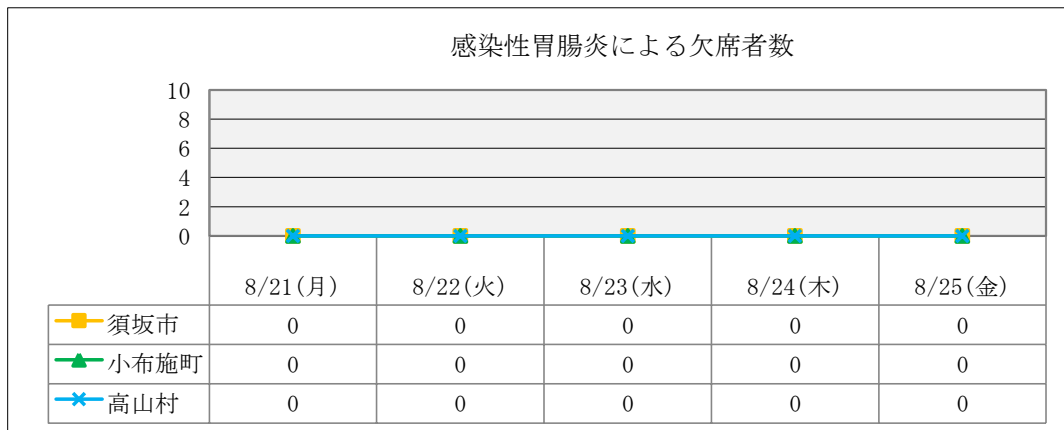 感染性胃腸炎による欠席者数
10
8
6
4
2
0
8/21(月) 8/22(火) 8/23(水) 8/24(木) 8/25(金)
須坂市 0 0 0 0 0
小布施町 0 0 0 0 0
高山村 0 0 0 0 0